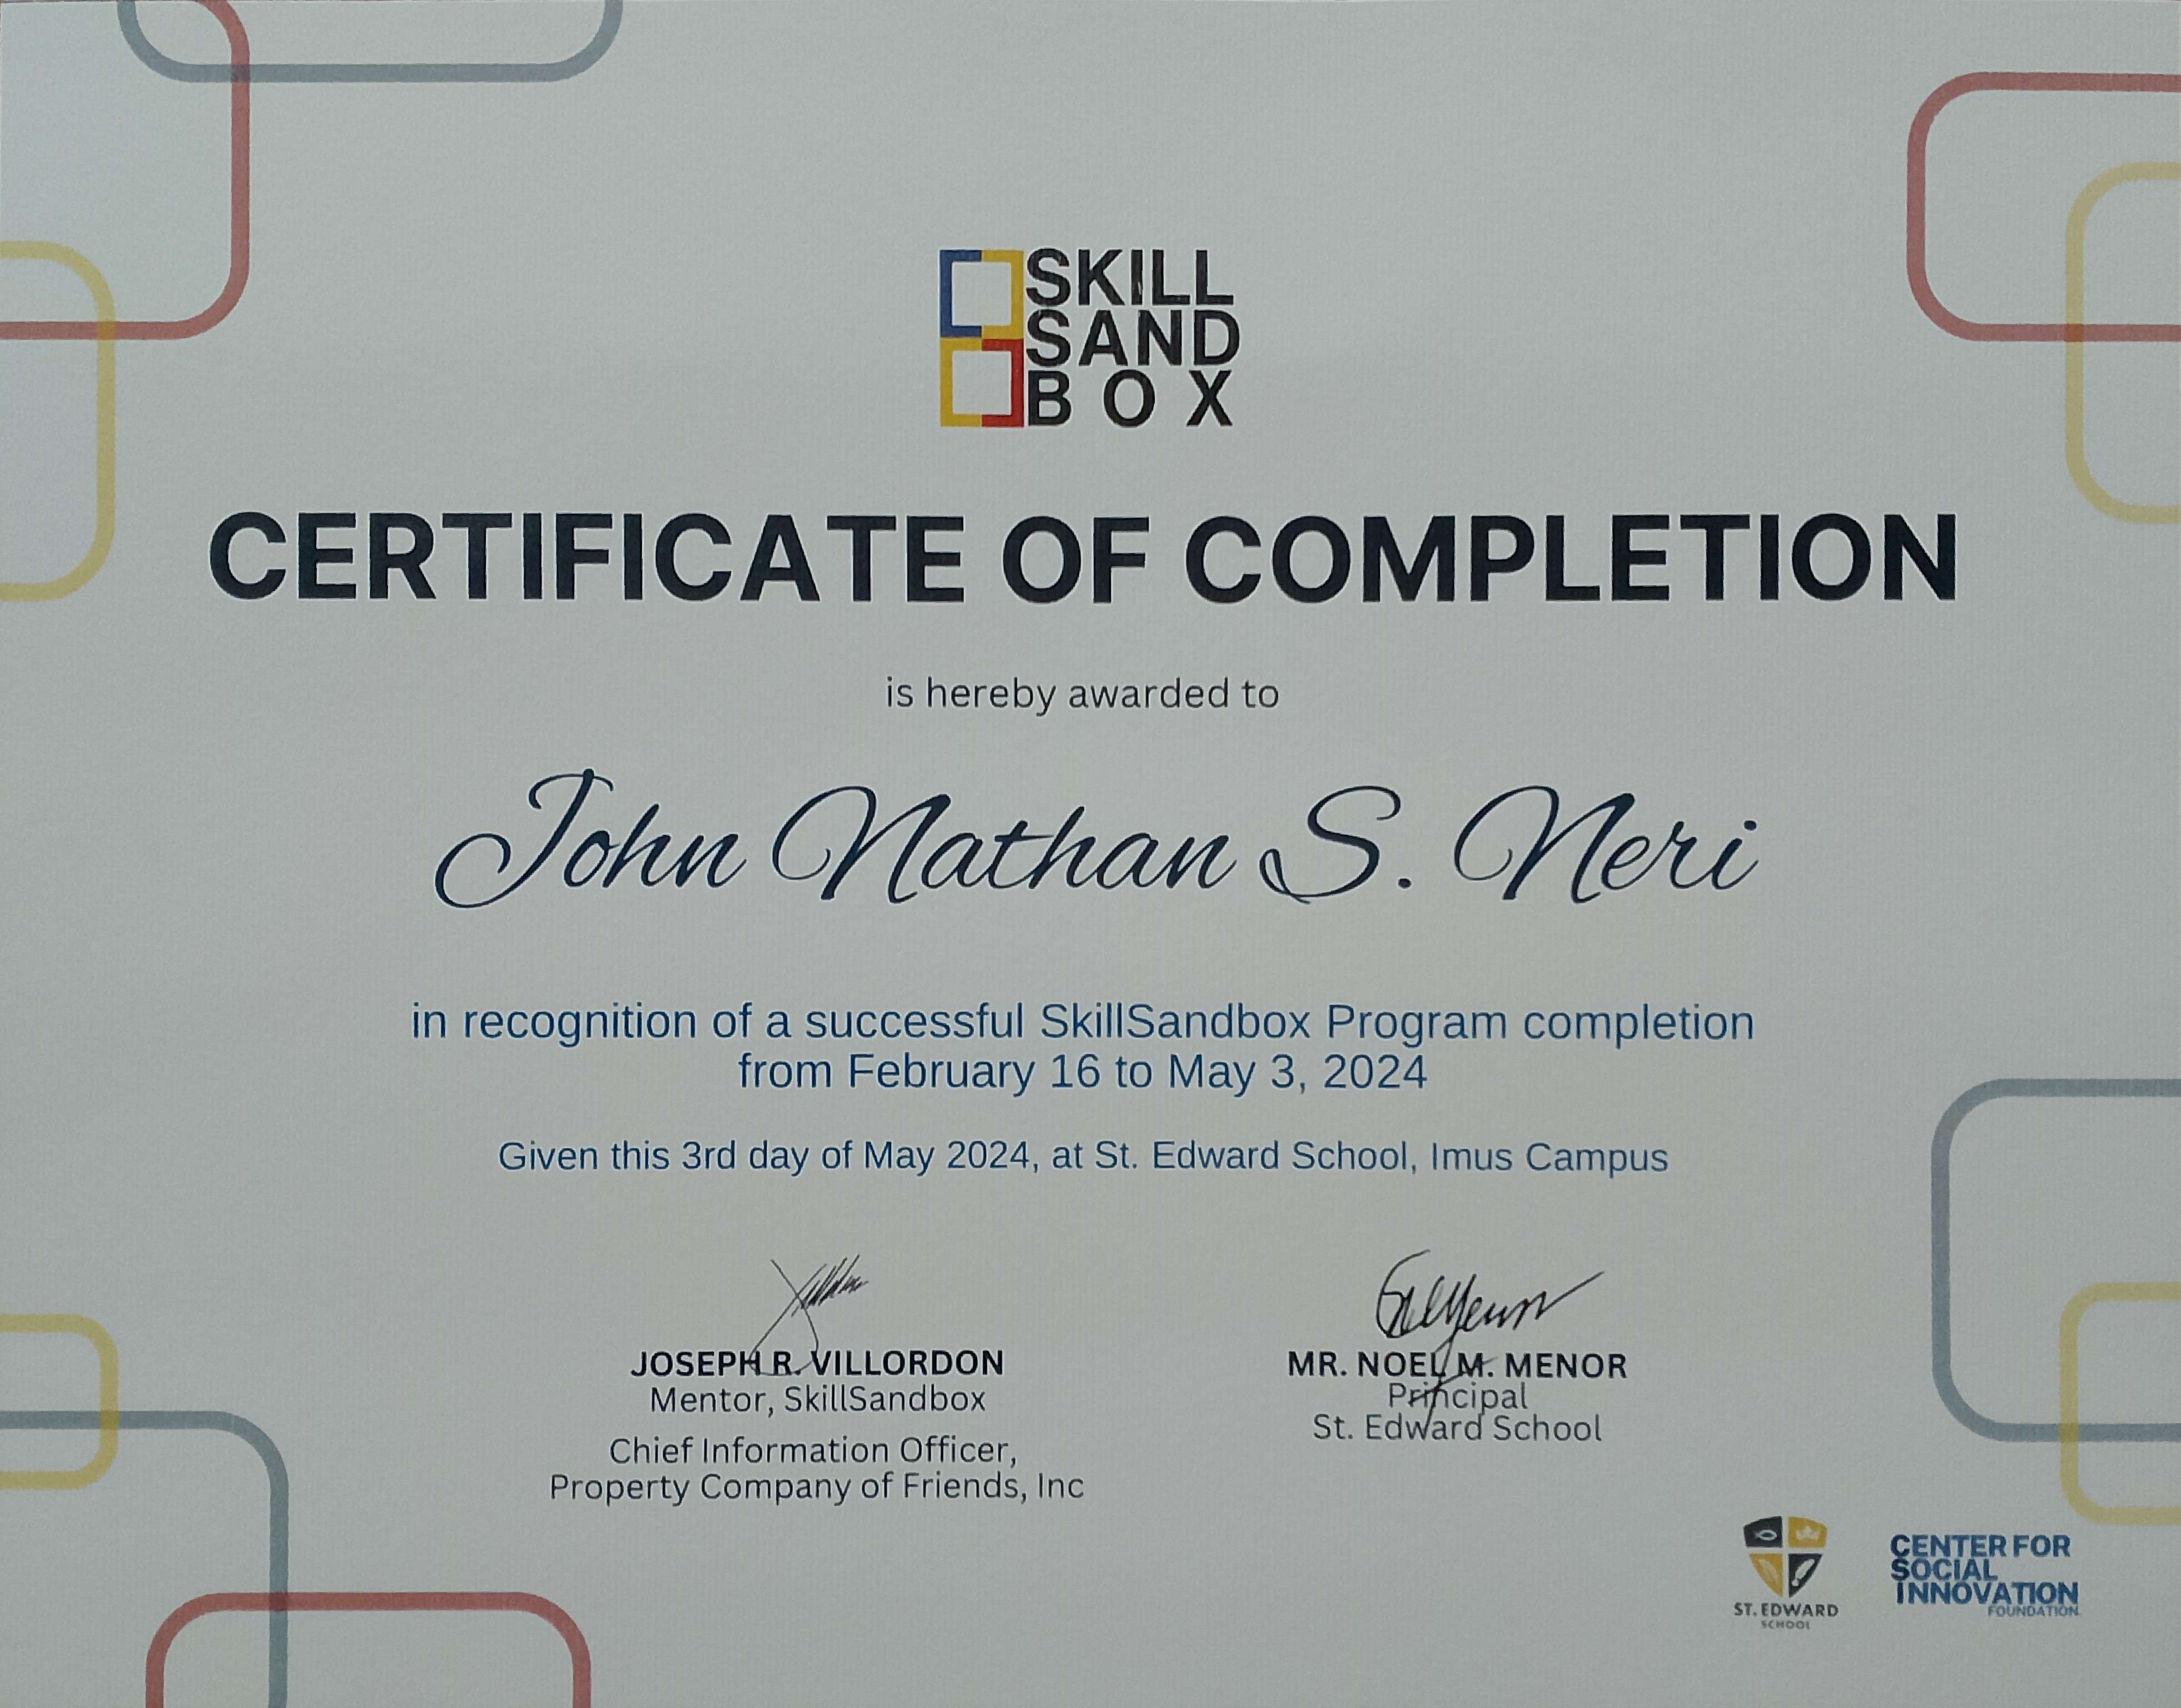 SKILL
SAND
BOX
CERTIFICATE OF COMPLETION
is hereby awarded to
John Nathan S. Neri
in recognition of a successful SkillSandbox Program completion
from February 16 to May 3, 2024
Given this 3rd day of May 2024, at St. Edward School, Imus Campus
JOSEPH R. VILLORDON
Mentor, SkillSandbox
Chief Information Officer,
Property Company of Friends, Inc
MR. NOEL M. MENOR
Principal
St. Edward School
ST. EDWARD
SCHOOL
CENTER FOR
SOCIAL
INNOVATION
FOUNDATION